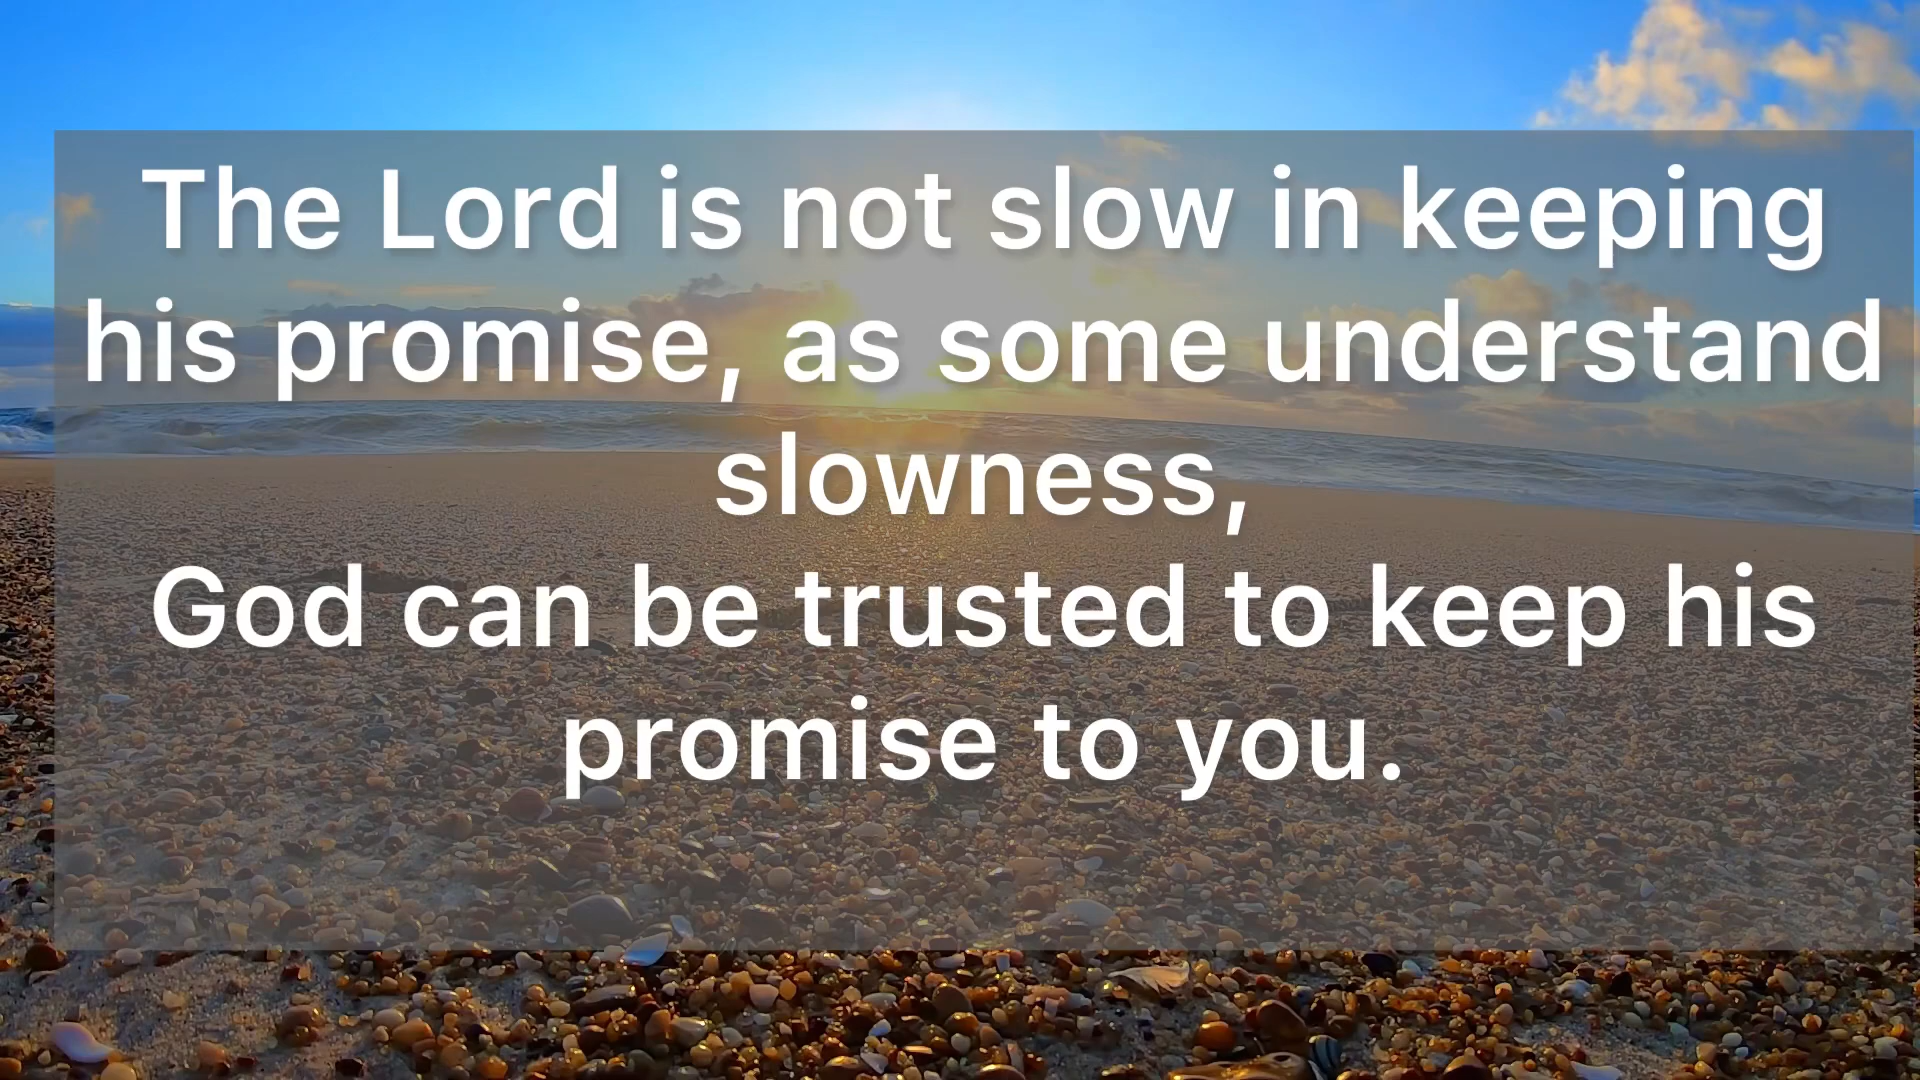 The Lord is not slow in keeping
his promise, as some understand
slowness,
God can be trusted to keep his
promise to you.